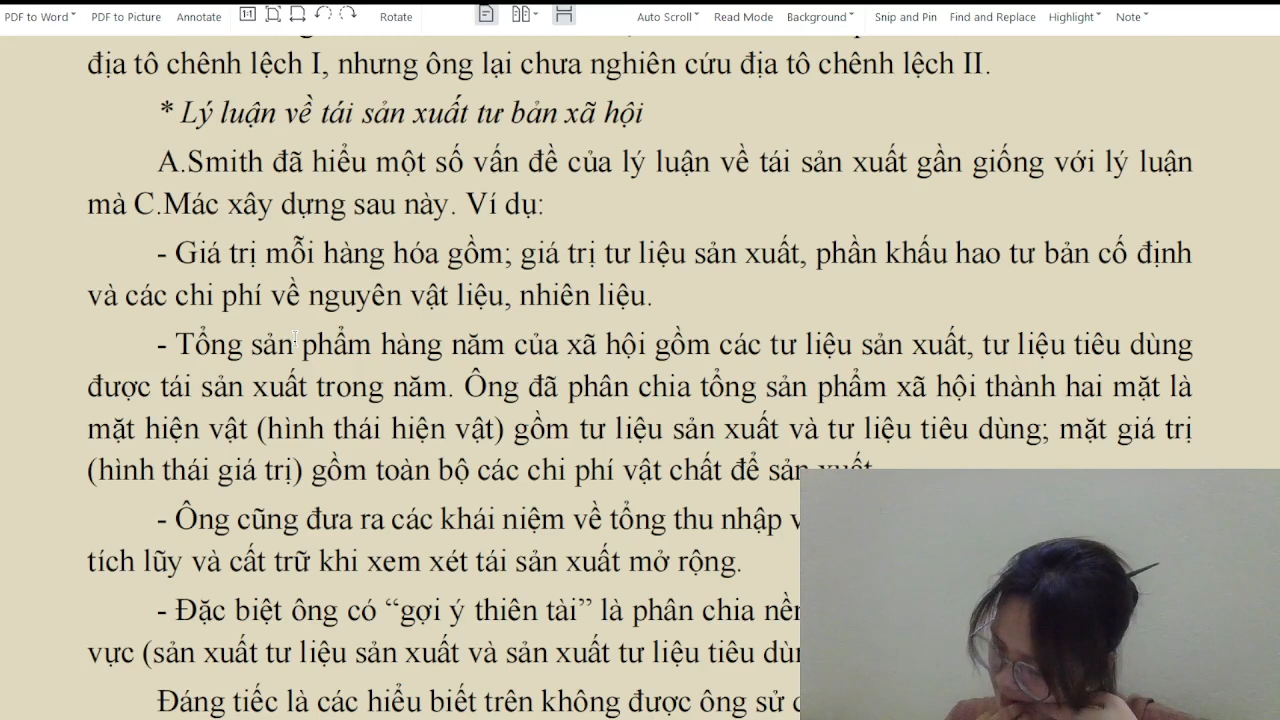 PDF to Word PDF to Picture Annotate 1:1 Rotate Auto Scroll Read Mode Background Snip and Pin Find and Replace Highlight Note
địa tô chênh lệch I, nhưng ông lại chưa nghiên cứu địa tô chênh lệch II.
* Lý luận về tái sản xuất tư bản xã hội
A.Smith đã hiểu một số vấn đề của lý luận về tái sản xuất gần giống với lý luận
mà C.Mác xây dựng sau này. Ví dụ:
- Giá trị mỗi hàng hóa gồm; giá trị tư liệu sản xuất, phần khấu hao tư bản cố định
và các chi phí về nguyên vật liệu, nhiên liệu.
- Tổng sản phẩm hàng năm của xã hội gồm các tư liệu sản xuất, tư liệu tiêu dùng
được tái sản xuất trong năm. Ông đã phân chia tổng sản phẩm xã hội thành hai mặt là
mặt hiện vật (hình thái hiện vật) gồm tư liệu sản xuất và tư liệu tiêu dùng; mặt giá trị
(hình thái giá trị) gồm toàn bộ các chi phí vật chất để sản xuất
- Ông cũng đưa ra các khái niệm về tổng thu nhập
tích lũy và cất trữ khi xem xét tái sản xuất mở rộng.
- Đặc biệt ông có “gợi ý thiên tài” là phân chia nền
vực (sản xuất tư liệu sản xuất và sản xuất tư liệu tiêu
Đáng tiếc là các hiểu biết trên không được ông sử